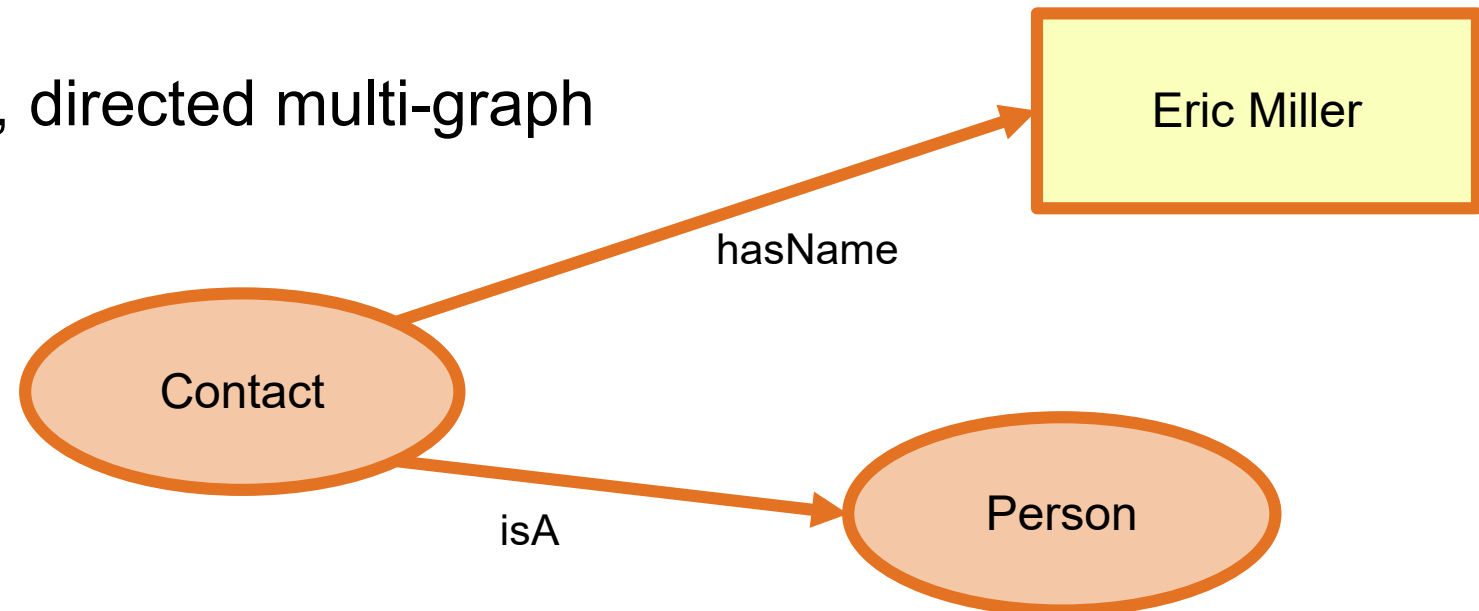 , directed multi-graph
Eric Miller
hasName
Contact
Person
isA